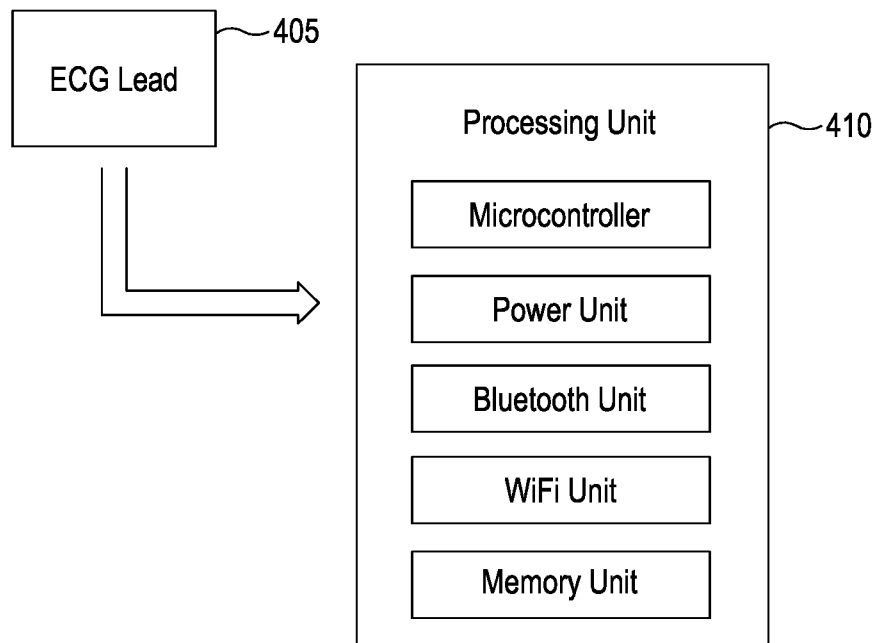 ECG Lead
405
Processing Unit
410
Microcontroller
Power Unit
Bluetooth Unit
WiFi Unit
Memory Unit